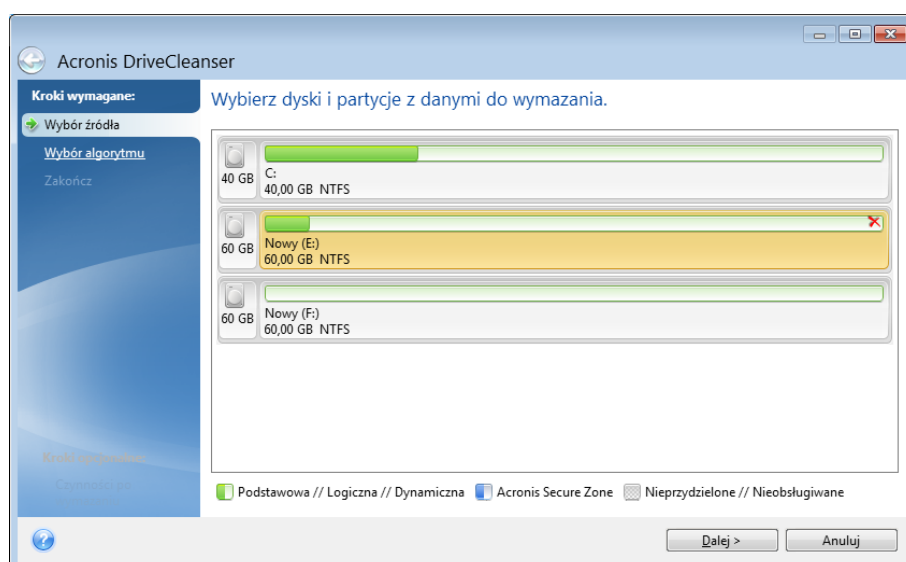 Acronis DriveCleanser
Kroki wymagane:
Wybór źródła
Wybór algorytmu
Zakończ
Wybierz dyski i partycje z danymi do wymazania.
40 GB
C:
40,00 GB NTFS
60 GB
Nowy (E:)
60,00 GB NTFS
60 GB
Nowy (F:)
60,00 GB NTFS
Podstawowa // Logiczna // Dynamiczna Acronis Secure Zone Nieprzydzielone // Nieobsługiwane
Dalej > Anuluj